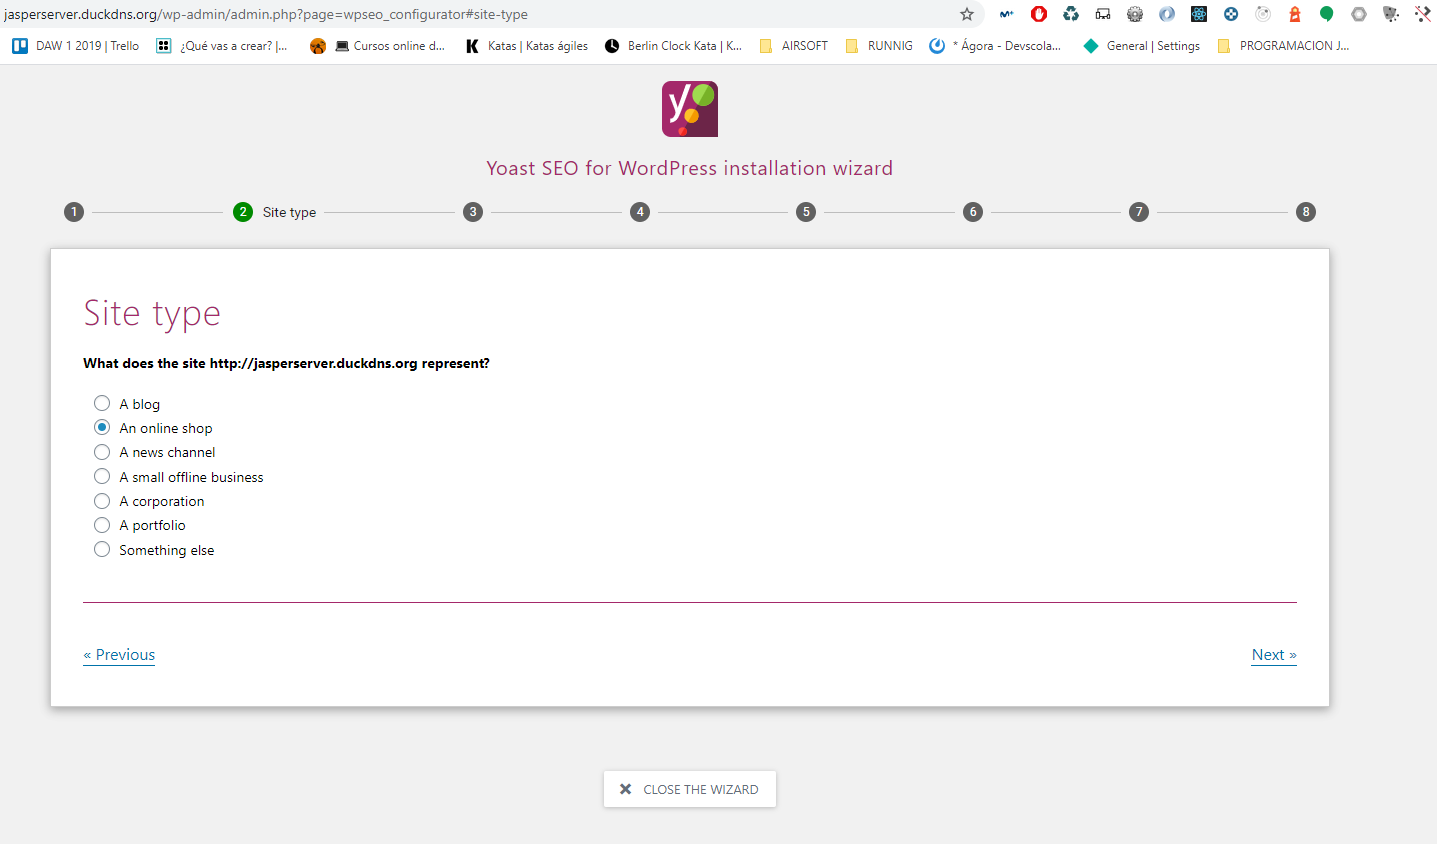 jasperserver.duckdns.org/wp-admin/admin.php?page=wpseo_configurator#site-type
DAW 1 2019 | Trello ¿Qué vas a crear? |... Cursos online d... Katas | Katas ágiles Berlin Clock Kata | K... AIRSOFT RUNNIG * Ágora - Devscola... General | Settings PROGRAMACION J...
Yoast SEO for WordPress installation wizard
1 2 Site type 3 4 5 6 7 8
Site type
What does the site http://jasperserver.duckdns.org represent?
A blog
An online shop
A news channel
A small offline business
A corporation
A portfolio
Something else
« Previous Next »
CLOSE THE WIZARD